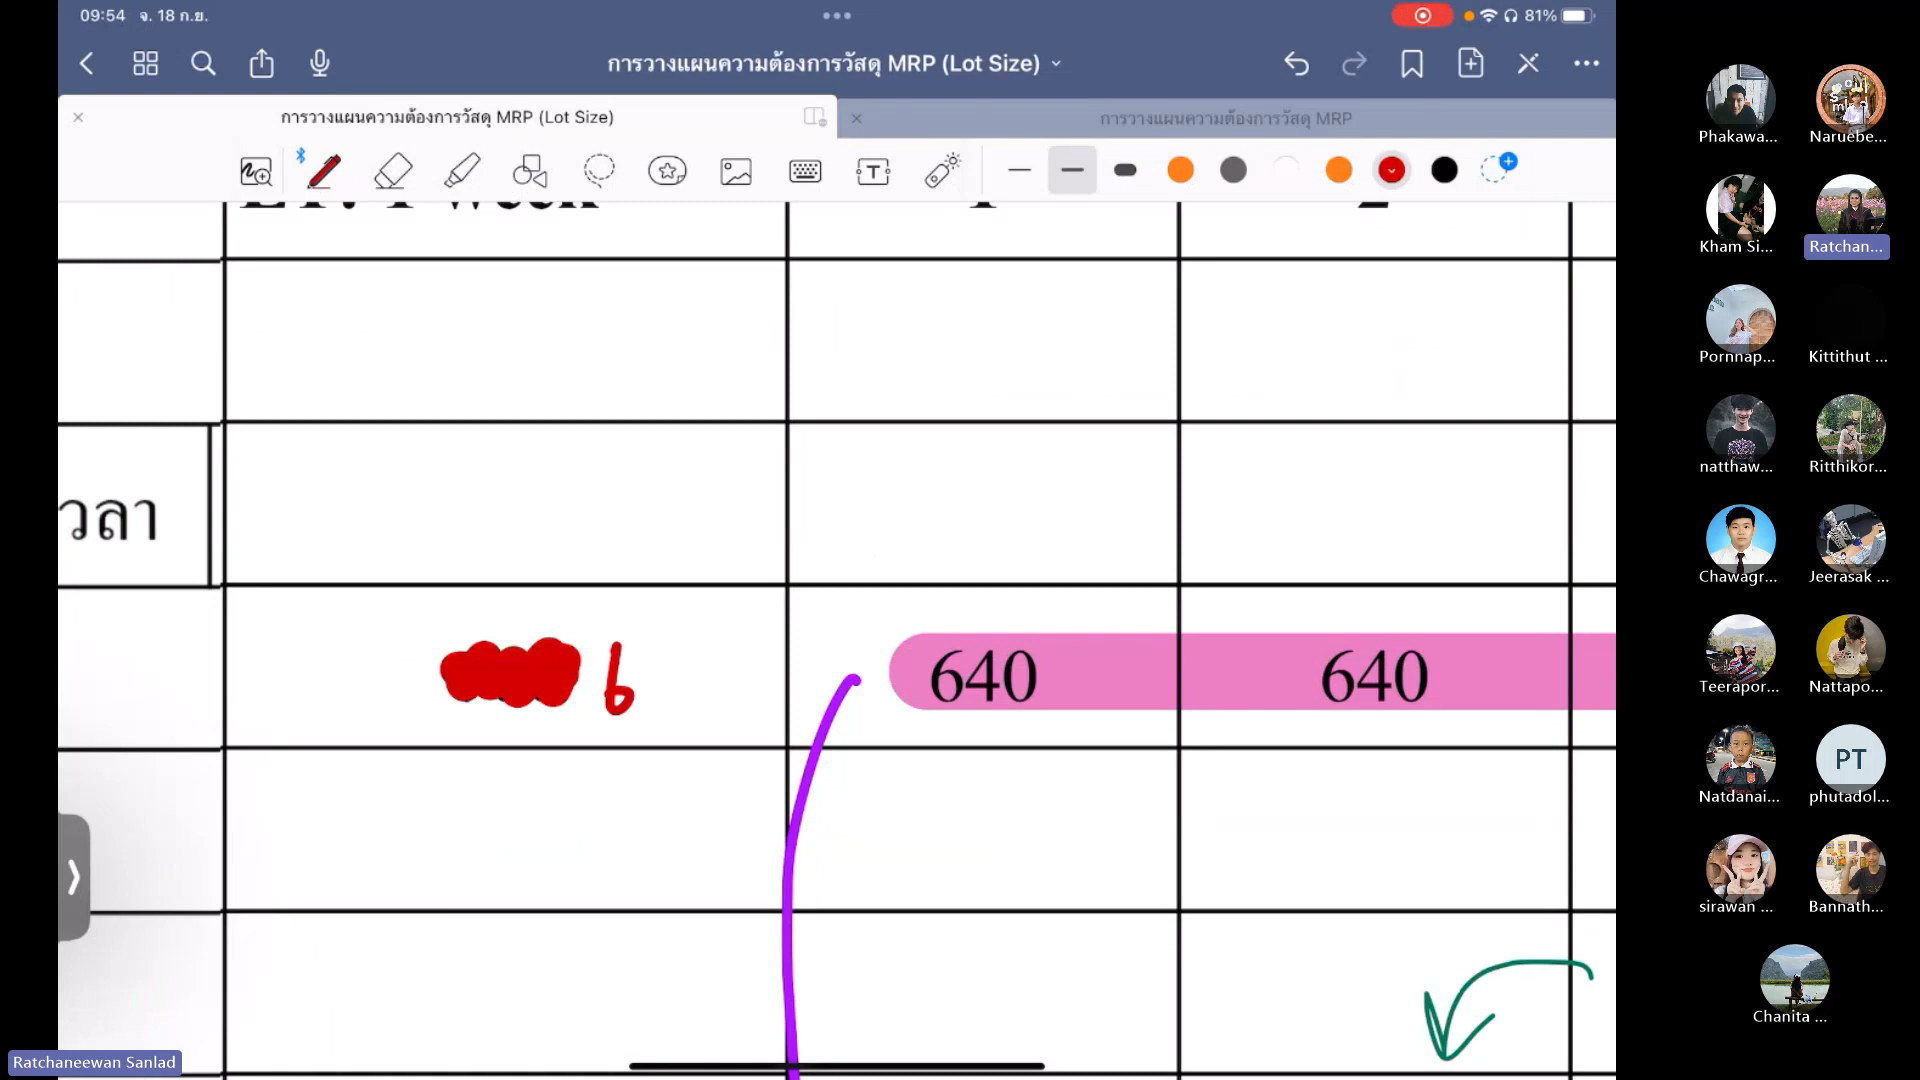 09:54 จ. 18 ก.ย.
81%
การวางแผนความต้องการวัสดุ MRP (Lot Size)
การวางแผนความต้องการวัสดุ MRP (Lot Size)
การวางแผนความต้องการวัสดุ MRP
LT: 1 week 1 2
วลา
6 640 640
Phakawa...
Naruebe...
Kham Si...
Ratchan...
Pornnap...
Kittithut ...
natthaw...
Ritthikor...
Chawagr...
Jeerasak ...
Teerapor...
Nattapo...
Natdanai...
PT
phutadol...
sirawan ...
Bannath...
Chanita ...
Ratchaneewan Sanlad